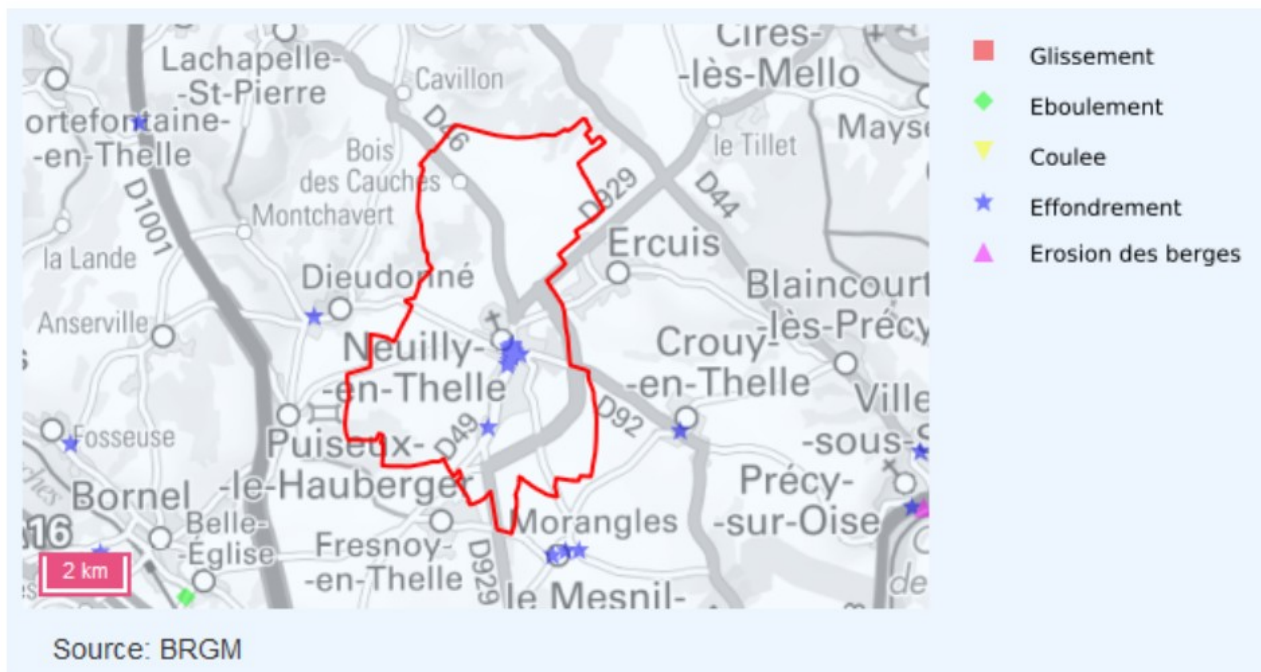 Cires-
-lès-Mello
Lachapelle-
-St-Pierre
Cavillon
ortefontaine-
-en-Thelle
D46
Mayse
le Tillet
Bois
des Cauches
D929
D44
D1001
Montchavert
Ercuis
la Lande
Dieudonné
Blaincourt
-lès-Précy
Anserville
Neuilly-
-en-Thelle
Crouy-
-en-Thelle
Ville
-sous-S
D92
D49
Fosseuse
Puiseux-
-le-Hauberger
Précy-
-sur-Oise
Bornel
Belle-
-Église
16
Morangles
Fresnoy-
-en-Thelle
D929
le Mesnil-
de
2 km
Glissement
Eboulement
Coulee
Effondrement
Erosion des berges
Source: BRGM